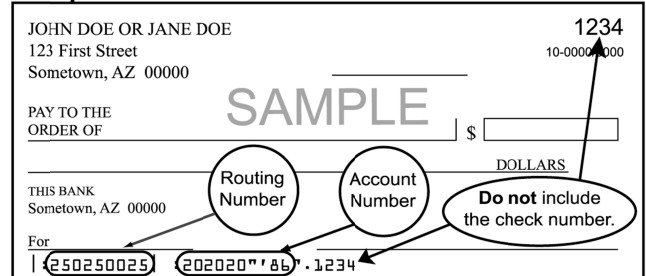 JOHN DOE OR JANE DOE
1234
123 First Street
10-0000/0000
Sometown, AZ 00000
SAMPLE
PAY TO THE
ORDER OF
$
DOLLARS
Routing
Number
Account
Number
Do not include
the check number.
THIS BANK
Sometown, AZ 00000
For
|:250250025| :202020"'86".1234